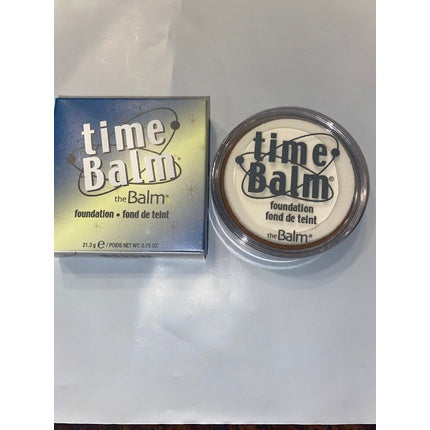 time
Balm®
theBalm®
foundation • fond de teint
21.3 g e / POIDS NET WT. 0.75 OZ
time
Balm®
foundation
fond de teint
theBalm®